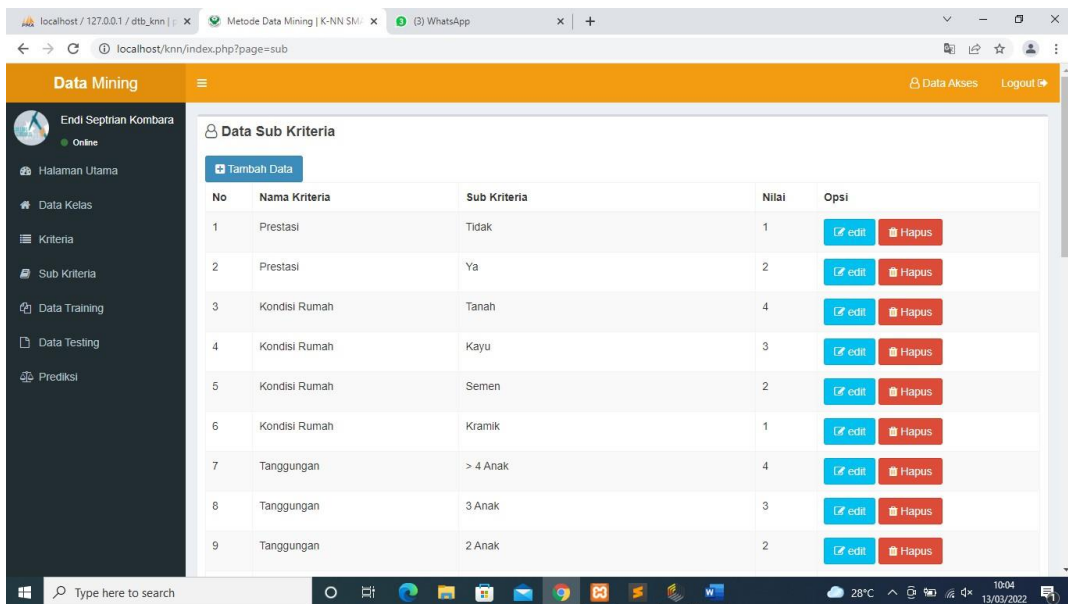 localhost / 127.0.0.1 / dtb_knn | p
Metode Data Mining | K-NN SMA
(3) WhatsApp
localhost/knn/index.php?page=sub
Data Mining
Data Akses
Logout
Endi Septrian Kombara
Online
Halaman Utama
Data Kelas
Kriteria
Sub Kriteria
Data Training
Data Testing
Prediksi
Data Sub Kriteria
Tambah Data
No Nama Kriteria Sub Kriteria Nilai Opsi
1 Prestasi Tidak 1 edit Hapus
2 Prestasi Ya 2 edit Hapus
3 Kondisi Rumah Tanah 4 edit Hapus
4 Kondisi Rumah Kayu 3 edit Hapus
5 Kondisi Rumah Semen 2 edit Hapus
6 Kondisi Rumah Kramik 1 edit Hapus
7 Tanggungan > 4 Anak 4 edit Hapus
8 Tanggungan 3 Anak 3 edit Hapus
9 Tanggungan 2 Anak 2 edit Hapus
Type here to search
28°C
10:04
13/03/2022